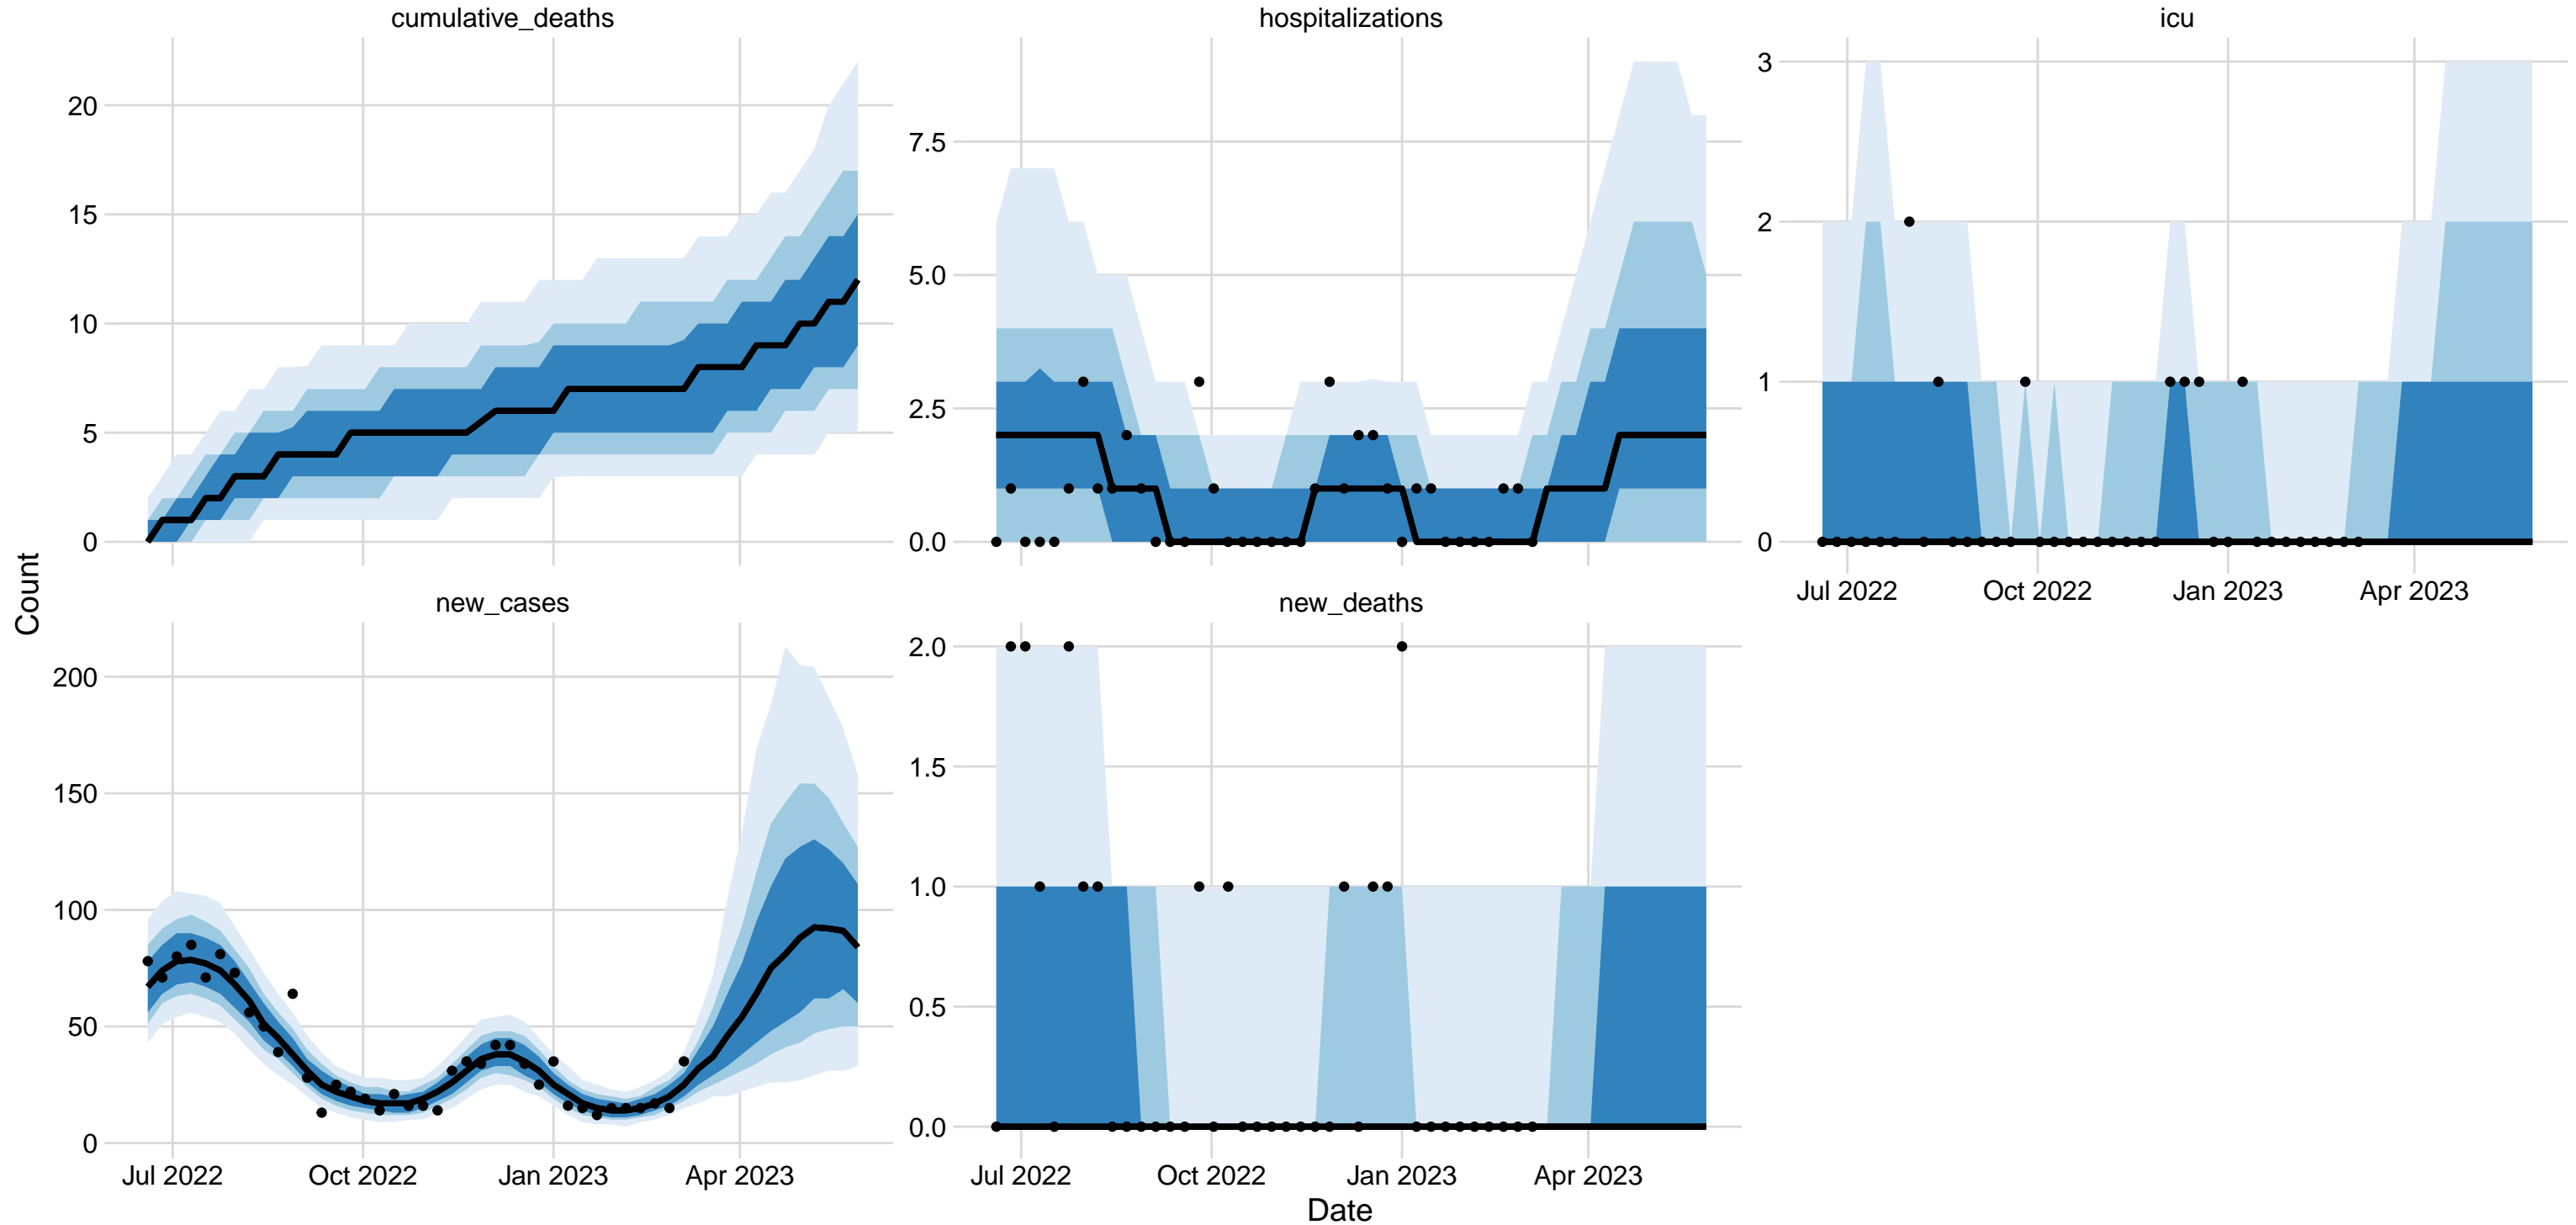 cumulative_deaths
hospitalizations
icu
20
15
10
5
0
7.5
5.0
2.5
0.0
3
2
1
0
Jul 2022 Oct 2022 Jan 2023 Apr 2023
Count
new_cases
new_deaths
200
150
100
50
0
2.0
1.5
1.0
0.5
0.0
Jul 2022 Oct 2022 Jan 2023 Apr 2023
Jul 2022 Oct 2022 Jan 2023 Apr 2023
Date